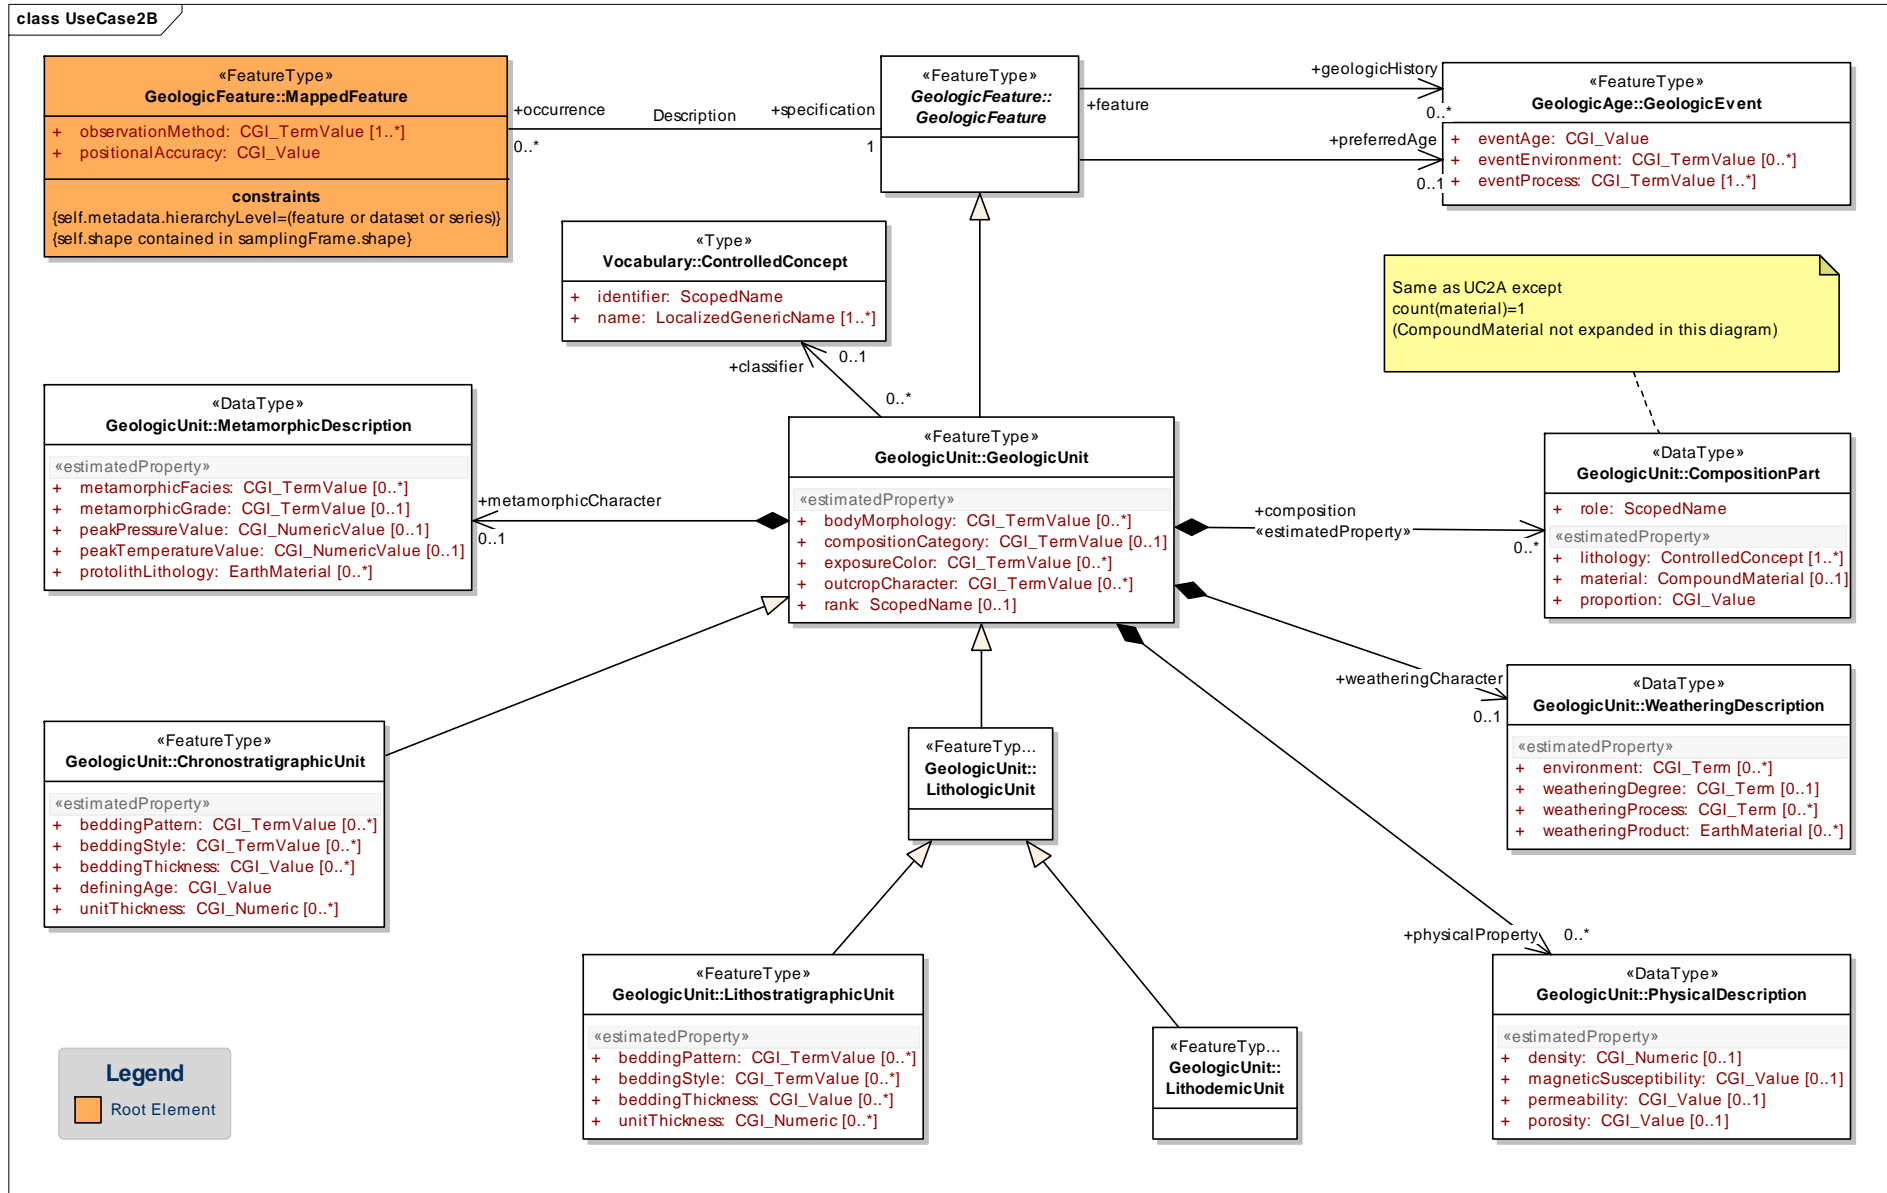 class UseCase2B
«FeatureType»
GeologicFeature::MappedFeature
+ observationMethod: CGI_TermValue [1..*]
+ positionalAccuracy: CGI_Value
constraints
{self.metadata.hierarchyLevel=(feature or dataset or series)}
{self.shape contained in samplingFrame.shape}
+occurrence
0..*
Description
+specification
1
«FeatureType»
GeologicFeature::
GeologicFeature
+geologicHistory
+feature
0..*
+preferredAge
0..1
«FeatureType»
GeologicAge::GeologicEvent
+ eventAge: CGI_Value
+ eventEnvironment: CGI_TermValue [0..*]
+ eventProcess: CGI_TermValue [1..*]
«Type»
Vocabulary::ControlledConcept
+ identifier: ScopedName
+ name: LocalizedGenericName [1..*]
0..1
+classifier
0..*
Same as UC2A except
count(material)=1
(CompoundMaterial not expanded in this diagram)
«DataType»
GeologicUnit::MetamorphicDescription
«estimatedProperty»
+ metamorphicFacies: CGI_TermValue [0..*]
+ metamorphicGrade: CGI_TermValue [0..1]
+ peakPressureValue: CGI_NumericValue [0..1]
+ peakTemperatureValue: CGI_NumericValue [0..1]
+ protolithLithology: EarthMaterial [0..*]
+metamorphicCharacter
0..1
«FeatureType»
GeologicUnit::GeologicUnit
«estimatedProperty»
+ bodyMorphology: CGI_TermValue [0..*]
+ compositionCategory: CGI_TermValue [0..1]
+ exposureColor: CGI_TermValue [0..*]
+ outcropCharacter: CGI_TermValue [0..*]
+ rank: ScopedName [0..1]
+composition
«estimatedProperty»
0..*
«DataType»
GeologicUnit::CompositionPart
+ role: ScopedName
«estimatedProperty»
+ lithology: ControlledConcept [1..*]
+ material: CompoundMaterial [0..1]
+ proportion: CGI_Value
+weatheringCharacter
0..1
«DataType»
GeologicUnit::WeatheringDescription
«estimatedProperty»
+ environment: CGI_Term [0..*]
+ weatheringDegree: CGI_Term [0..1]
+ weatheringProcess: CGI_Term [0..*]
+ weatheringProduct: EarthMaterial [0..*]
«FeatureType»
GeologicUnit::ChronostratigraphicUnit
«estimatedProperty»
+ beddingPattern: CGI_TermValue [0..*]
+ beddingStyle: CGI_TermValue [0..*]
+ beddingThickness: CGI_Value [0..*]
+ definingAge: CGI_Value
+ unitThickness: CGI_Numeric [0..*]
«FeatureTyp...
GeologicUnit::
LithologicUnit
+physicalProperty
0..*
«FeatureType»
GeologicUnit::LithostratigraphicUnit
«estimatedProperty»
+ beddingPattern: CGI_TermValue [0..*]
+ beddingStyle: CGI_TermValue [0..*]
+ beddingThickness: CGI_Value [0..*]
+ unitThickness: CGI_Numeric [0..*]
«FeatureTyp...
GeologicUnit::
LithodemicUnit
«DataType»
GeologicUnit::PhysicalDescription
«estimatedProperty»
+ density: CGI_Numeric [0..1]
+ magneticSusceptibility: CGI_Value [0..1]
+ permeability: CGI_Value [0..1]
+ porosity: CGI_Value [0..1]
Legend
Root Element